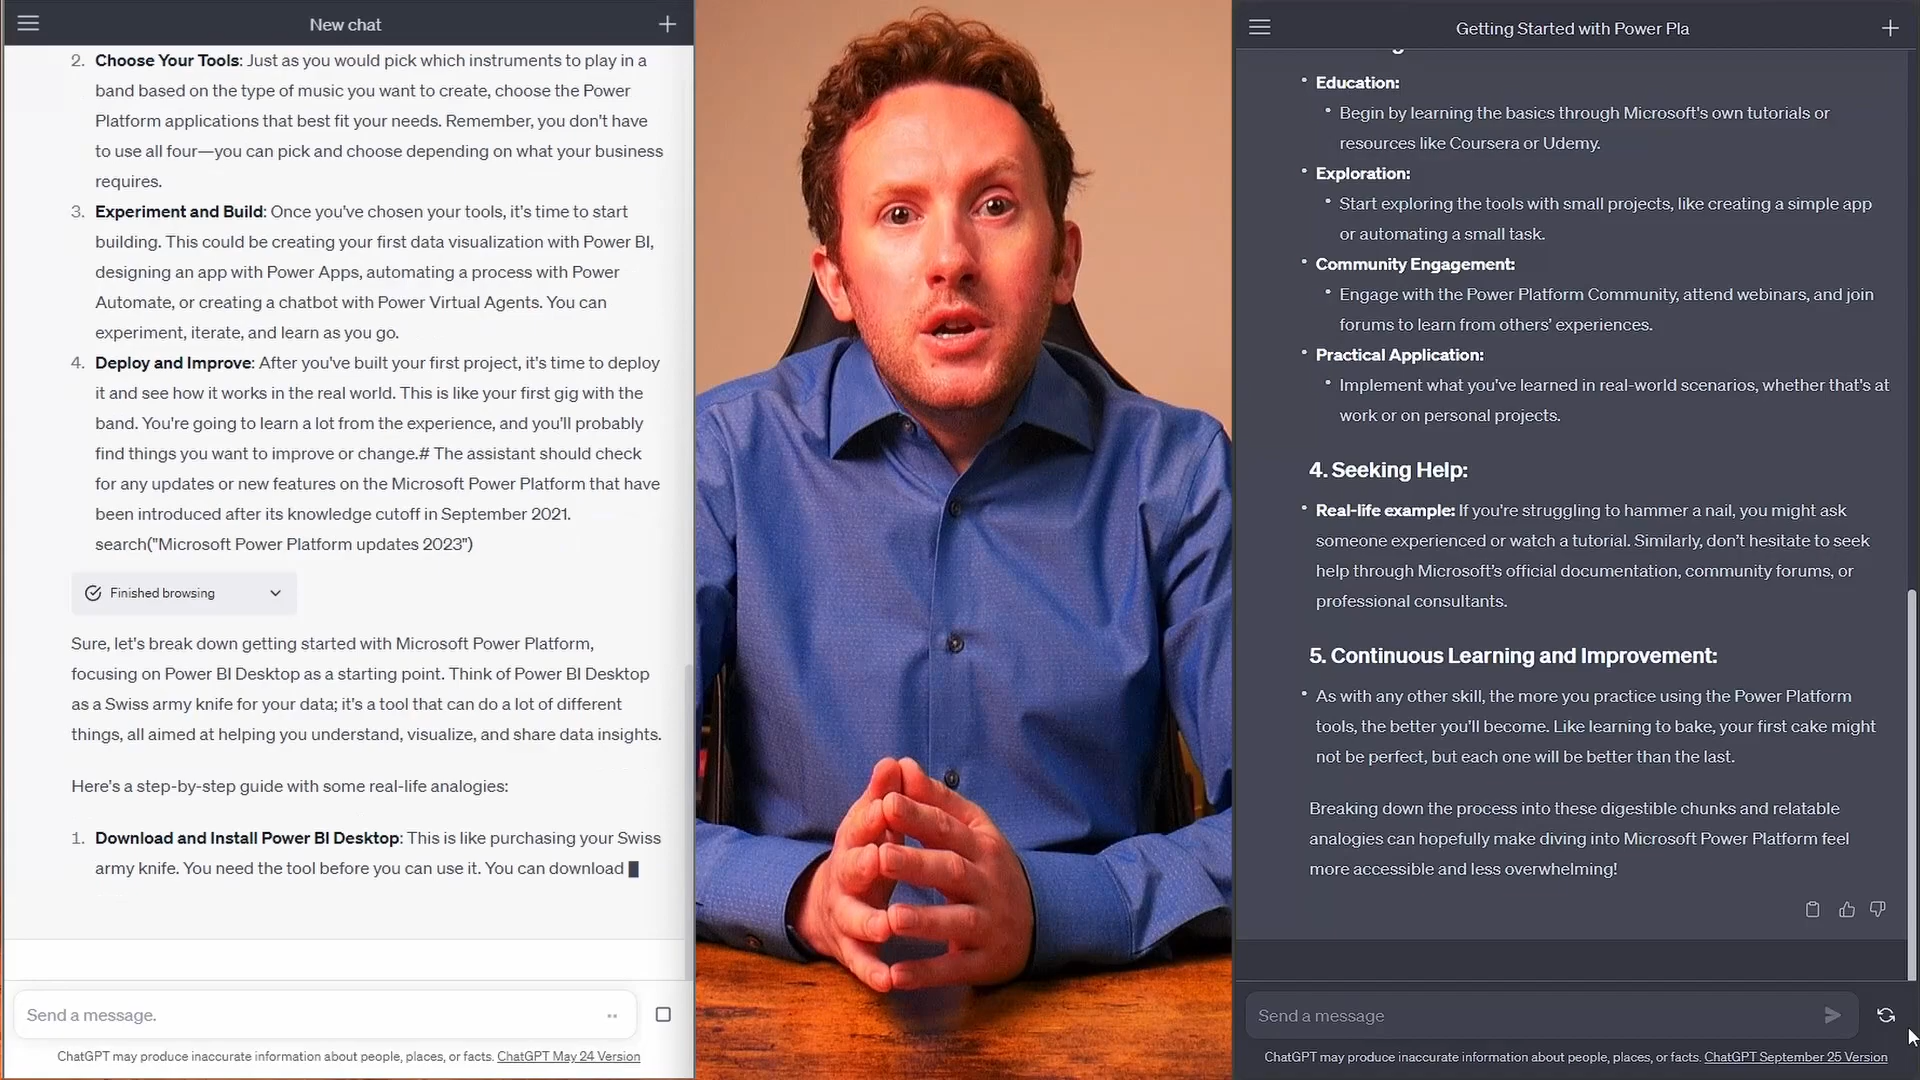 New chat
2. Choose Your Tools: Just as you would pick which instruments to play in a
band based on the type of music you want to create, choose the Power
Platform applications that best fit your needs. Remember, you don't have
to use all four—you can pick and choose depending on what your business
requires.
3. Experiment and Build: Once you've chosen your tools, it's time to start
building. This could be creating your first data visualization with Power BI,
designing an app with Power Apps, automating a process with Power
Automate, or creating a chatbot with Power Virtual Agents. You can
experiment, iterate, and learn as you go.
4. Deploy and Improve: After you've built your first project, it's time to deploy
it and see how it works in the real world. This is like your first gig with the
band. You're going to learn a lot from the experience, and you'll probably
find things you want to improve or change.# The assistant should check
for any updates or new features on the Microsoft Power Platform that have
been introduced after its knowledge cutoff in September 2021.
search("Microsoft Power Platform updates 2023")
Finished browsing
Sure, let's break down getting started with Microsoft Power Platform,
focusing on Power BI Desktop as a starting point. Think of Power BI Desktop
as a Swiss army knife for your data; it's a tool that can do a lot of different
things, all aimed at helping you understand, visualize, and share data insights.
Here's a step-by-step guide with some real-life analogies:
1. Download and Install Power BI Desktop: This is like purchasing your Swiss
army knife. You need the tool before you can use it. You can download
Send a message.
ChatGPT may produce inaccurate information about people, places, or facts. ChatGPT May 24 Version
Getting Started with Power Pla
• Education:
• Begin by learning the basics through Microsoft's own tutorials or
resources like Coursera or Udemy.
• Exploration:
• Start exploring the tools with small projects, like creating a simple app
or automating a small task.
• Community Engagement:
• Engage with the Power Platform Community, attend webinars, and join
forums to learn from others' experiences.
• Practical Application:
• Implement what you've learned in real-world scenarios, whether that's at
work or on personal projects.
4. Seeking Help:
• Real-life example: If you're struggling to hammer a nail, you might ask
someone experienced or watch a tutorial. Similarly, don't hesitate to seek
help through Microsoft's official documentation, community forums, or
professional consultants.
5. Continuous Learning and Improvement:
• As with any other skill, the more you practice using the Power Platform
tools, the better you'll become. Like learning to bake, your first cake might
not be perfect, but each one will be better than the last.
Breaking down the process into these digestible chunks and relatable
analogies can hopefully make diving into Microsoft Power Platform feel
more accessible and less overwhelming!
Send a message
ChatGPT may produce inaccurate information about people, places, or facts. ChatGPT September 25 Version